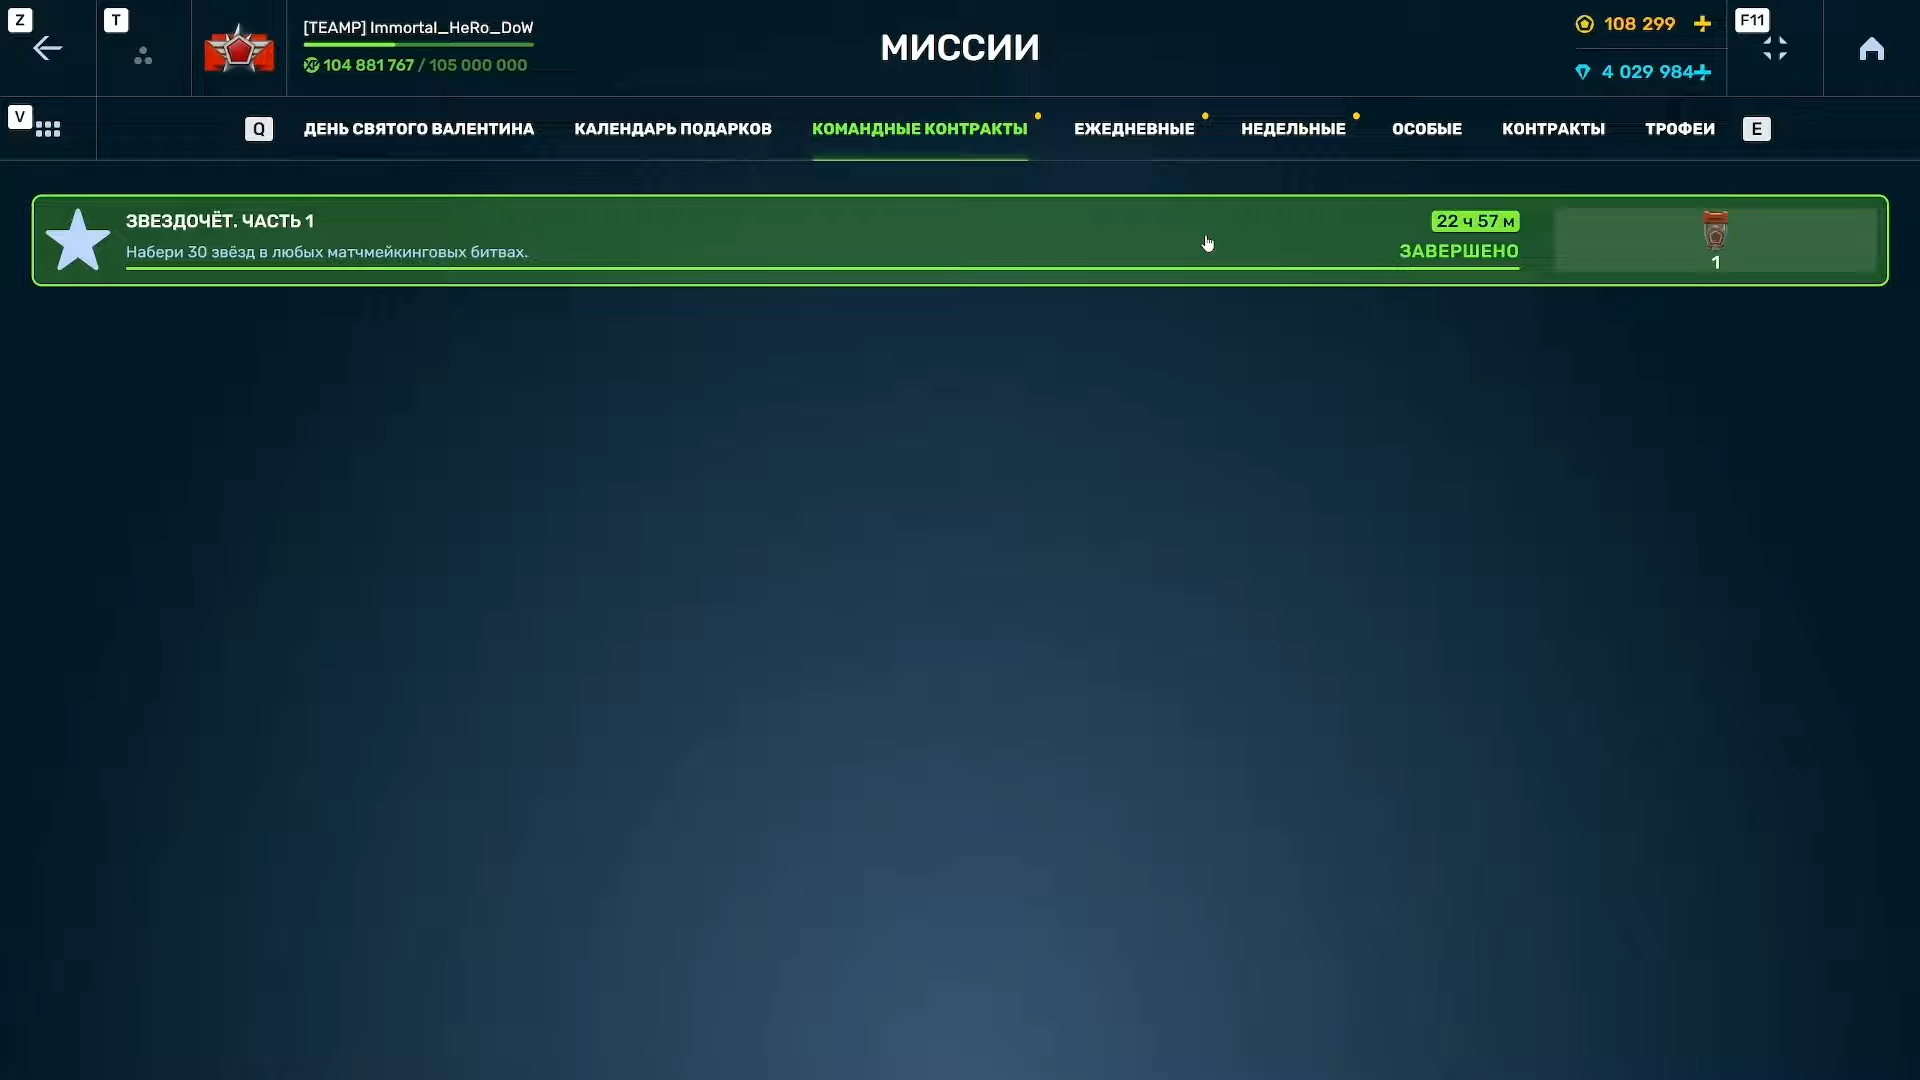 Z
T
[TEAMP] Immortal_HeRo_DoW
XP 104 881 767 / 105 000 000
МИССИИ
108 299
4 029 984
F11
V
Q
ДЕНЬ СВЯТОГО ВАЛЕНТИНА
КАЛЕНДАРЬ ПОДАРКОВ
КОМАНДНЫЕ КОНТРАКТЫ
ЕЖЕДНЕВНЫЕ
НЕДЕЛЬНЫЕ
ОСОБЫЕ
КОНТРАКТЫ
ТРОФЕИ
E
ЗВЕЗДОЧЁТ. ЧАСТЬ 1
22 ч 57 м
Набери 30 звёзд в любых матчмейкинговых битвах.
ЗАВЕРШЕНО
1